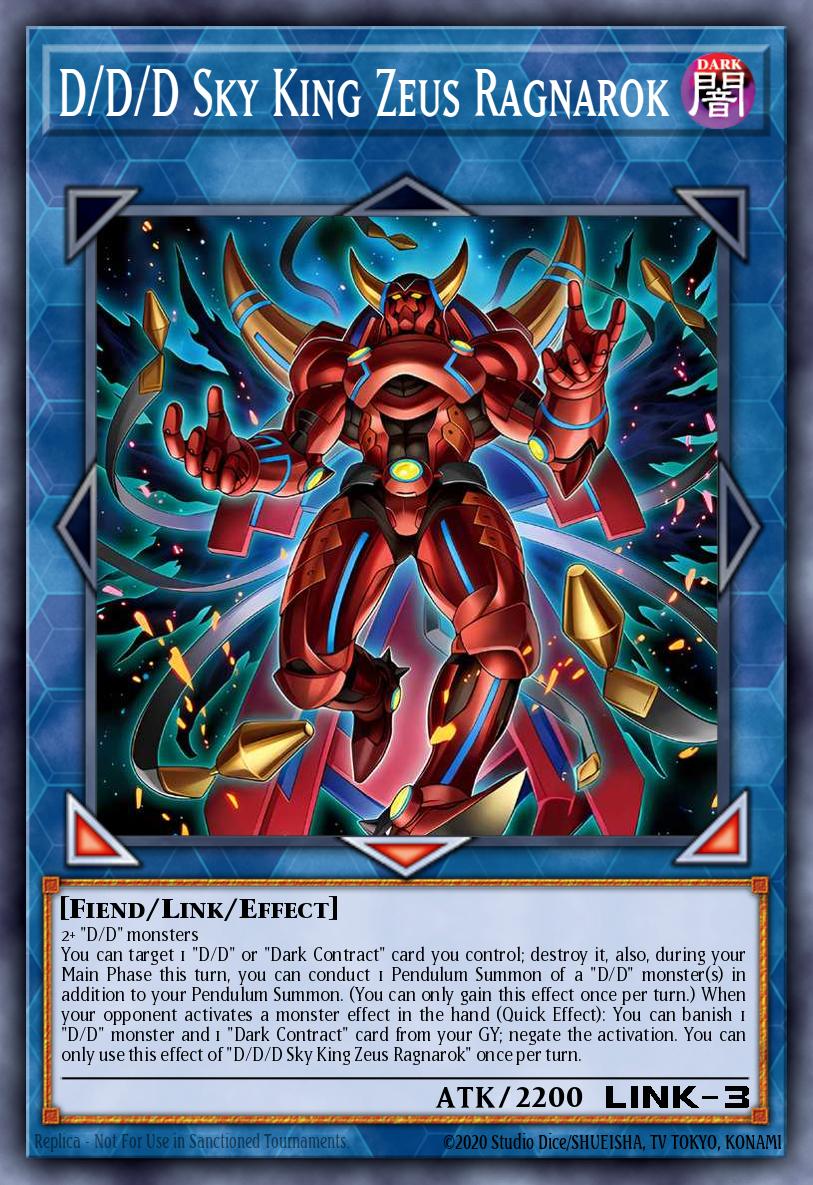 D/D/D Sky King Zeus Ragnarok
DARK
闇
[Fiend/Link/Effect]
2+ "D/D" monsters
You can target 1 "D/D" or "Dark Contract" card you control; destroy it, also, during your
Main Phase this turn, you can conduct 1 Pendulum Summon of a "D/D" monster(s) in
addition to your Pendulum Summon. (You can only gain this effect once per turn.) When
your opponent activates a monster effect in the hand (Quick Effect): You can banish 1
"D/D" monster and 1 "Dark Contract" card from your GY; negate the activation. You can
only use this effect of "D/D/D Sky King Zeus Ragnarok" once per turn.
ATK/2200 LINK-3
Replica - Not For Use in Sanctioned Tournaments. ©2020 Studio Dice/SHUEISHA, TV TOKYO, KONAMI